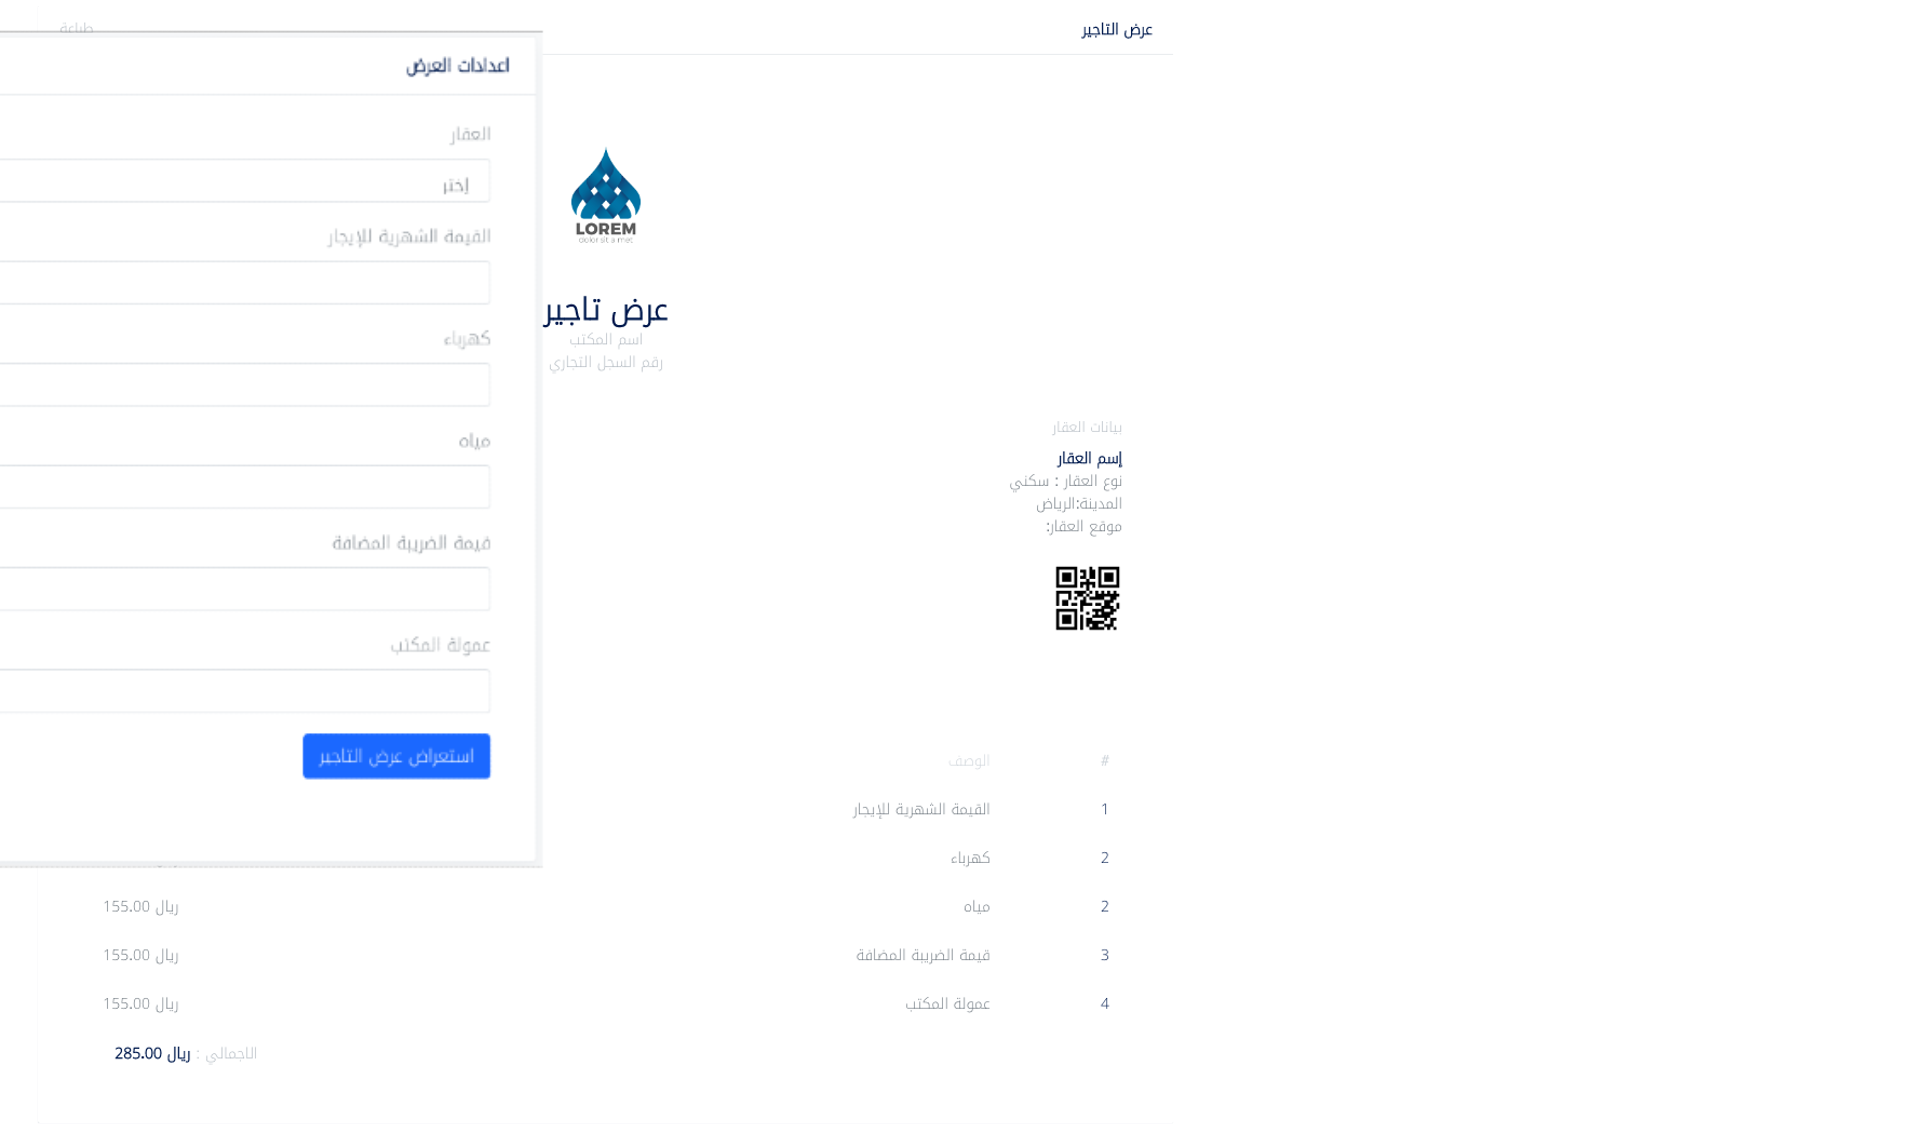 عرض التاجير
طباعة
اعدادات العرض
العقار
إختر
القيمة الشهرية للإيجار
كهرباء
مياه
قيمة الضريبة المضافة
عمولة المكتب
استعراض عرض التاجير
LOREM
dolor sit a met
عرض تاجير
اسم المكتب
رقم السجل التجاري
بيانات العقار
إسم العقار
نوع العقار : سكني
المدينة:الرياض
موقع العقار:
# الوصف
1 القيمة الشهرية للإيجار
2 كهرباء
2 مياه ريال 155.00
3 قيمة الضريبة المضافة ريال 155.00
4 عمولة المكتب ريال 155.00
الاجمالي : ريال 285.00